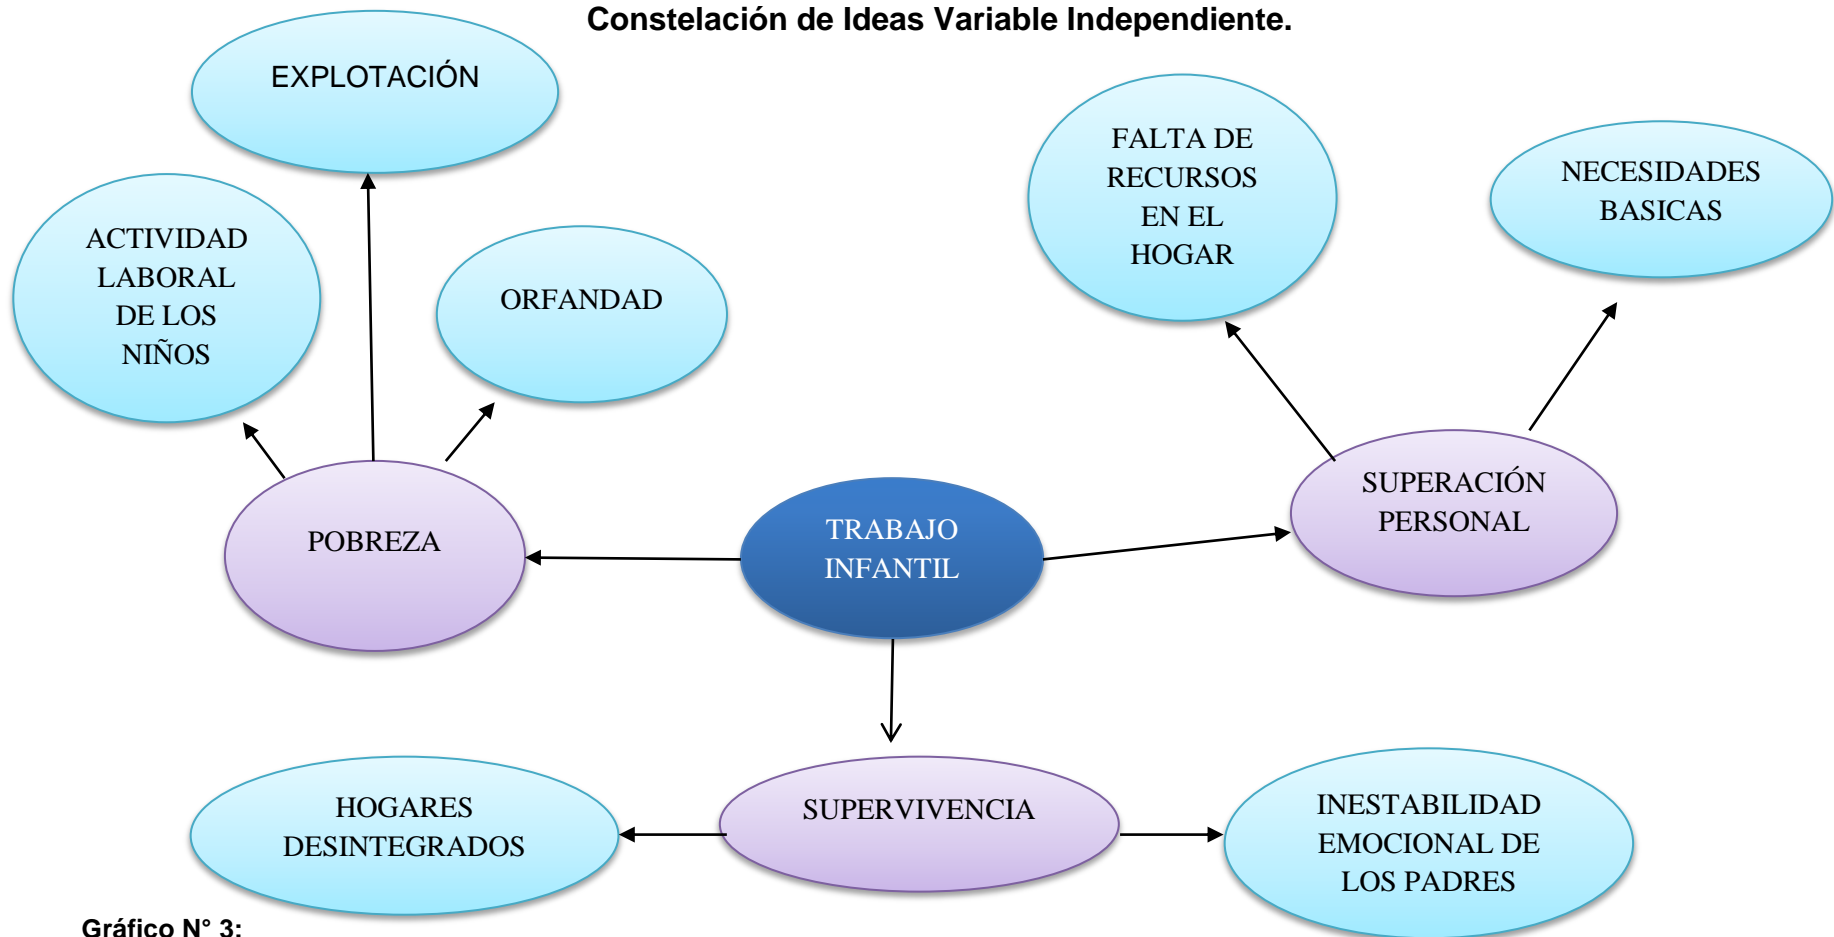 Constelación de Ideas Variable Independiente.
EXPLOTACIÓN
FALTA DE
RECURSOS
EN EL
HOGAR
NECESIDADES
BASICAS
ACTIVIDAD
LABORAL
DE LOS
NIÑOS
ORFANDAD
SUPERACIÓN
PERSONAL
POBREZA
TRABAJO
INFANTIL
HOGARES
DESINTEGRADOS
SUPERVIVENCIA
INESTABILIDAD
EMOCIONAL DE
LOS PADRES
Gráfico N° 3: